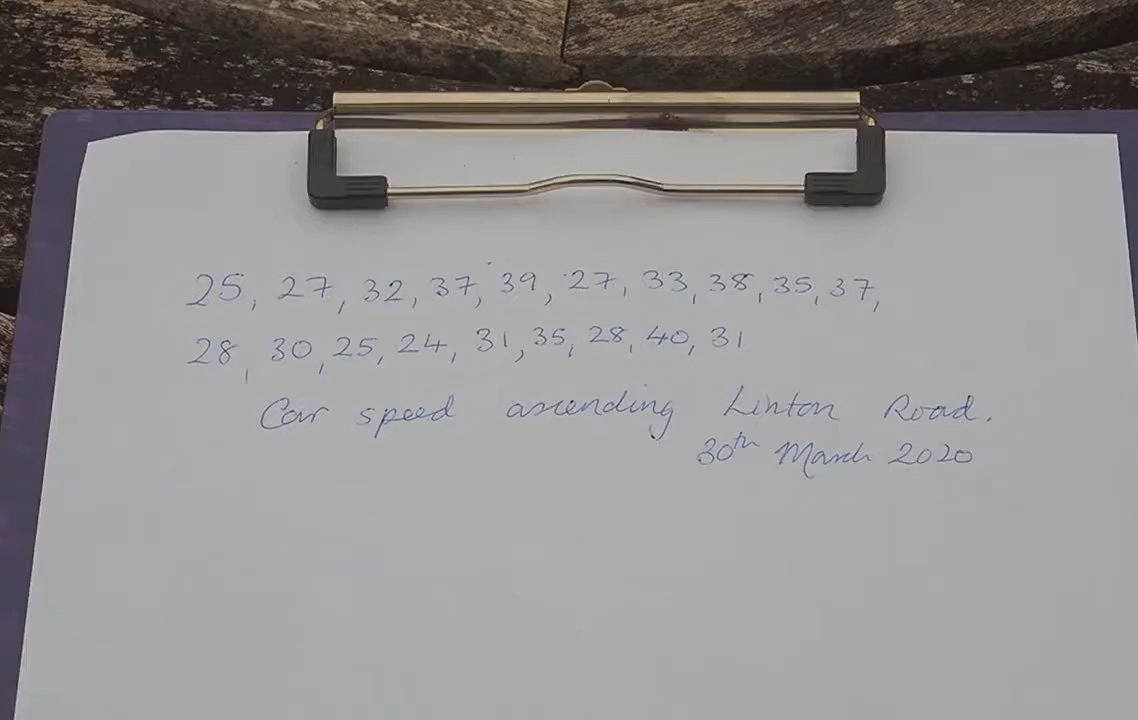 25, 27, 32, 37, 39, 27, 33, 38, 35, 37,
28, 30, 25, 24, 31, 35, 28, 40, 31
Car speed ascending Linton Road.
30th March 2020